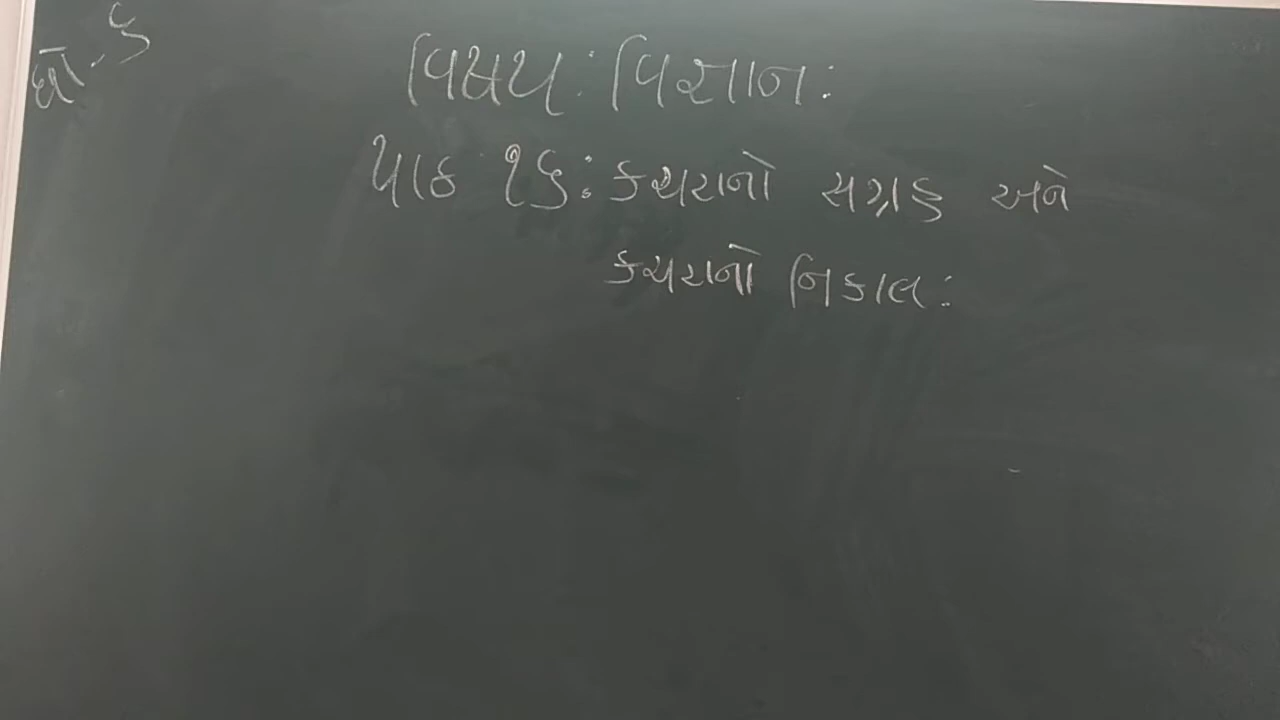 ધો. ૬
વિષય : વિજ્ઞાન :
પાઠ ૧૬ : કચરાનો સંગ્રહ અને
કચરાનો નિકાલ :